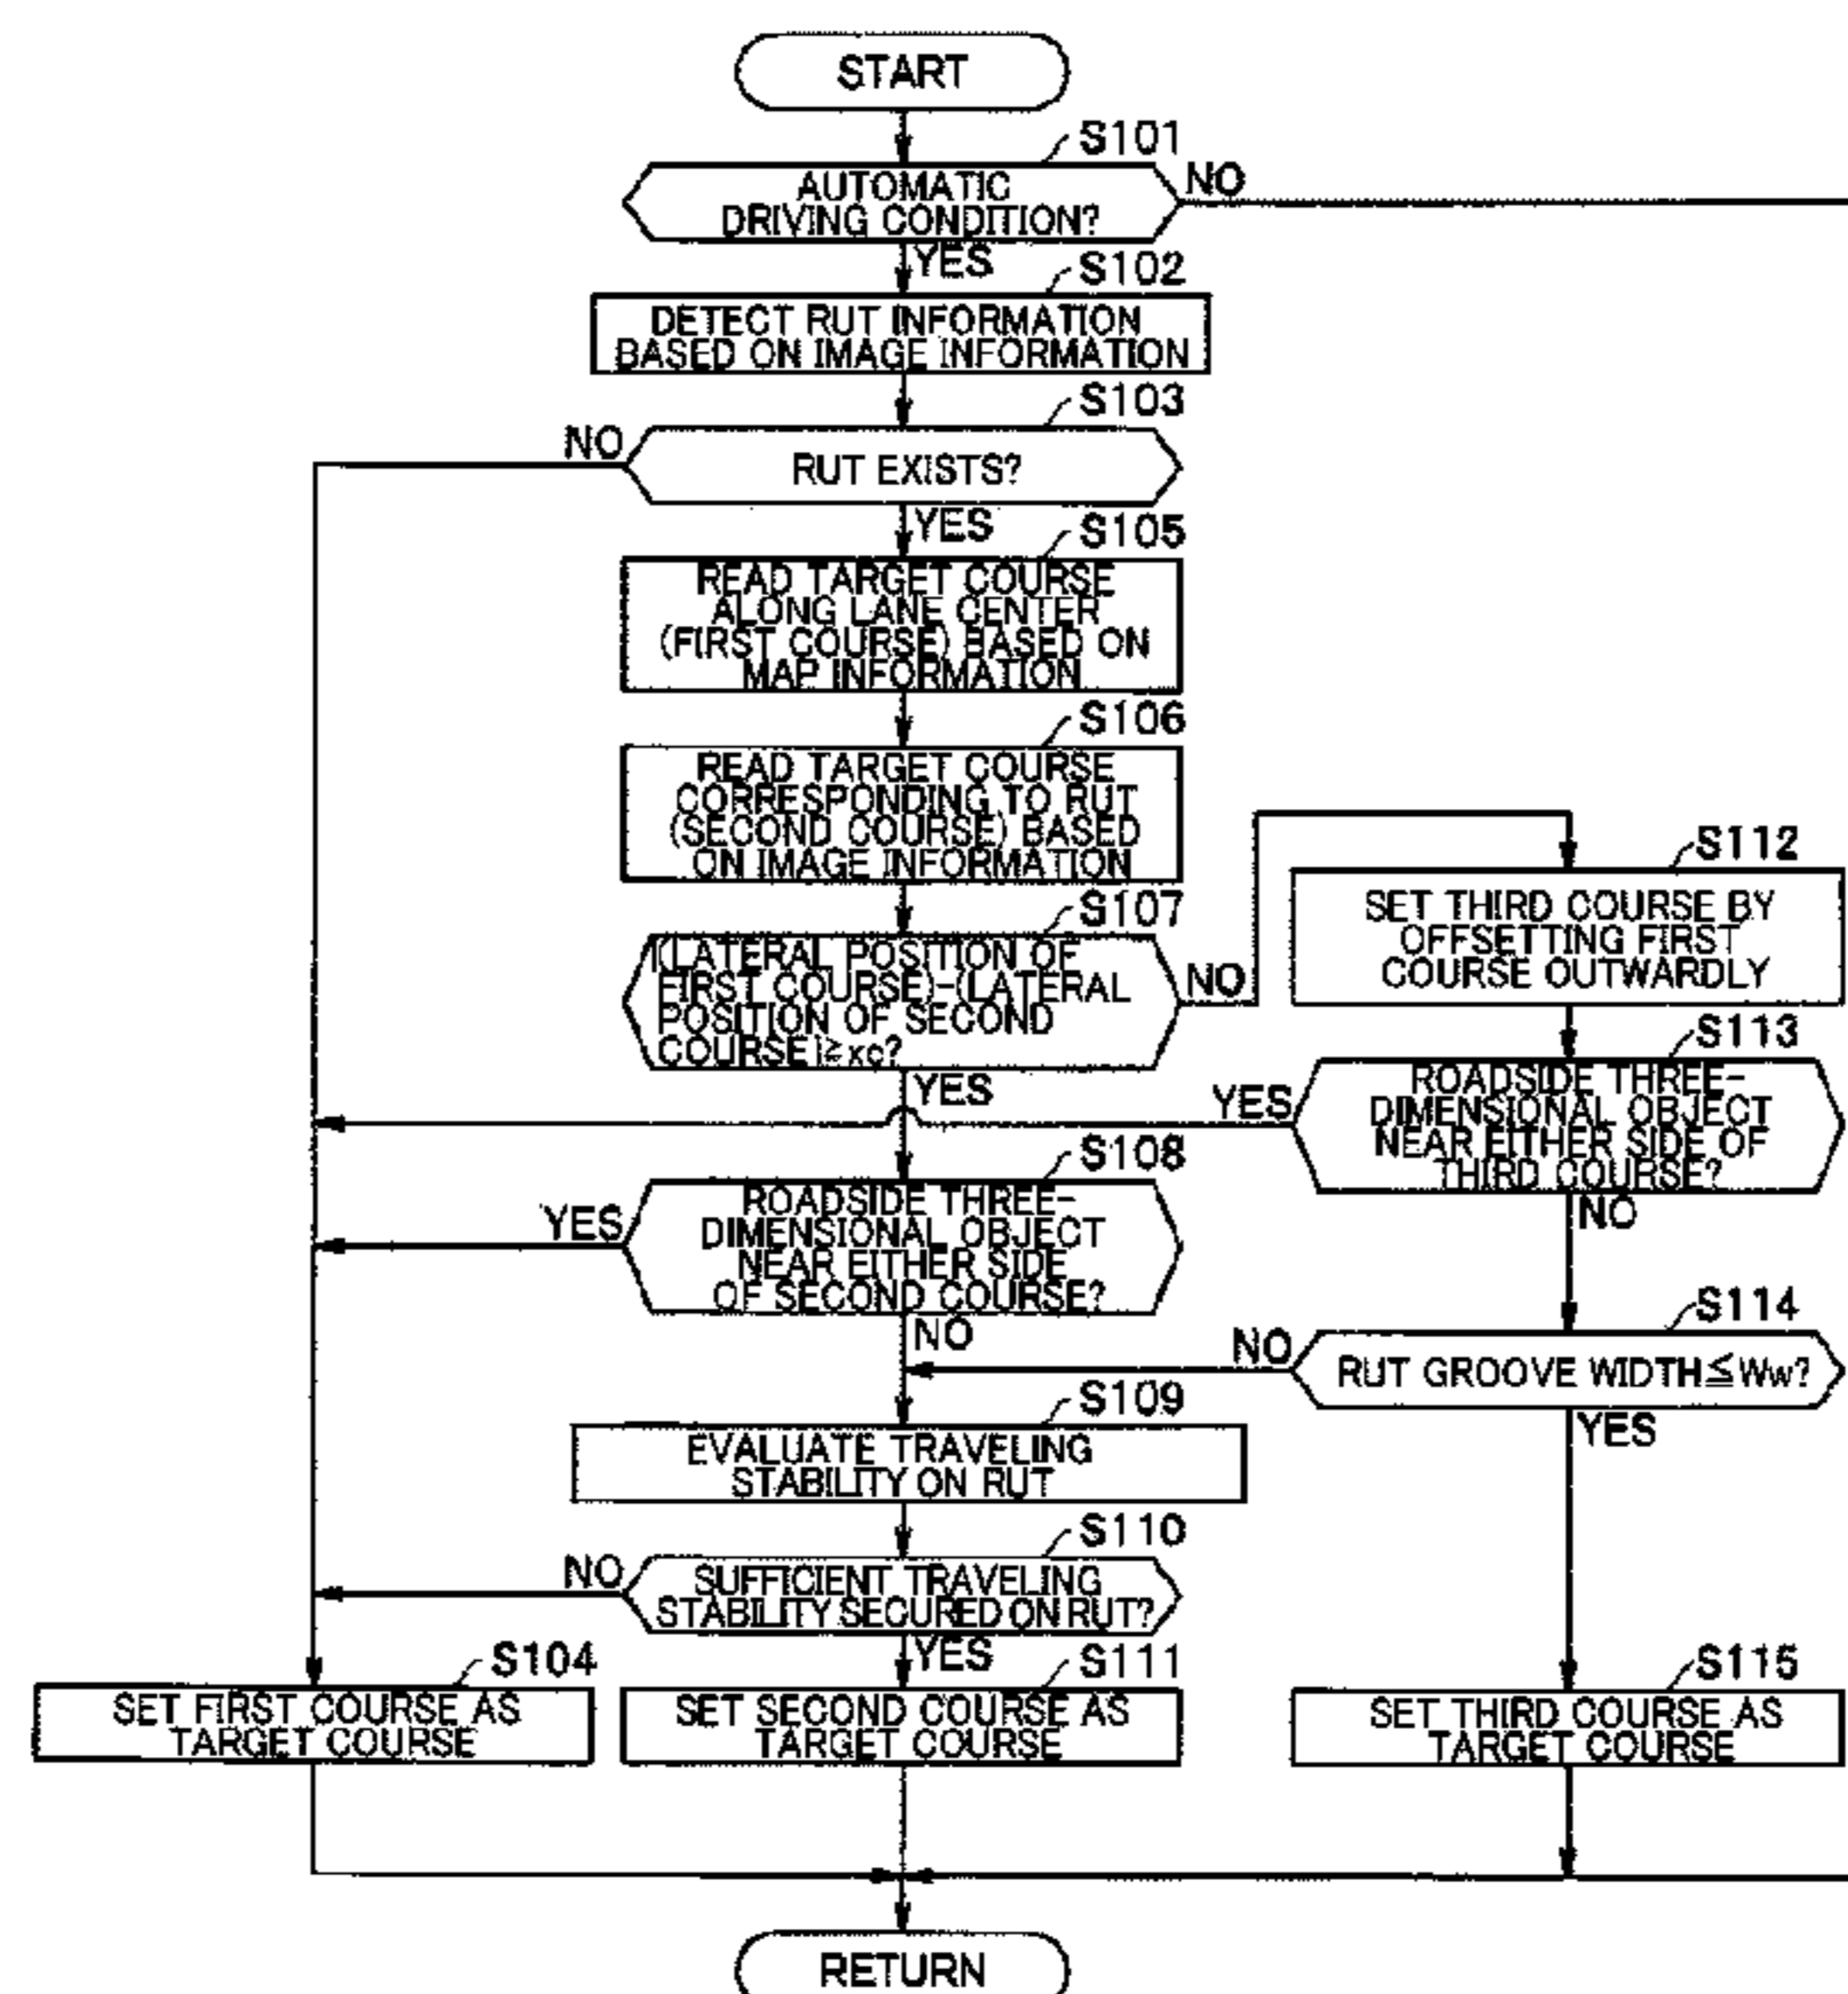 START
S101
AUTOMATIC
DRIVING CONDITION?
NO
YES
S102
DETECT RUT INFORMATION
BASED ON IMAGE INFORMATION
S103
NO
RUT EXISTS?
YES
S105
READ TARGET COURSE
ALONG LANE CENTER
(FIRST COURSE) BASED ON
MAP INFORMATION
S106
READ TARGET COURSE
CORRESPONDING TO RUT
(SECOND COURSE) BASED
ON IMAGE INFORMATION
S107
|(LATERAL POSITION OF
FIRST COURSE)-(LATERAL
POSITION OF SECOND
COURSE)|≧xc?
NO
YES
S112
SET THIRD COURSE BY
OFFSETTING FIRST
COURSE OUTWARDLY
S113
ROADSIDE THREE-
DIMENSIONAL OBJECT
NEAR EITHER SIDE OF
THIRD COURSE?
YES
NO
S108
ROADSIDE THREE-
DIMENSIONAL OBJECT
NEAR EITHER SIDE
OF SECOND COURSE?
YES
NO
S114
RUT GROOVE WIDTH≦Ww?
NO
YES
S109
EVALUATE TRAVELING
STABILITY ON RUT
S110
SUFFICIENT TRAVELING
STABILITY SECURED ON RUT?
NO
YES
S104
SET FIRST COURSE AS
TARGET COURSE
S111
SET SECOND COURSE AS
TARGET COURSE
S115
SET THIRD COURSE AS
TARGET COURSE
RETURN